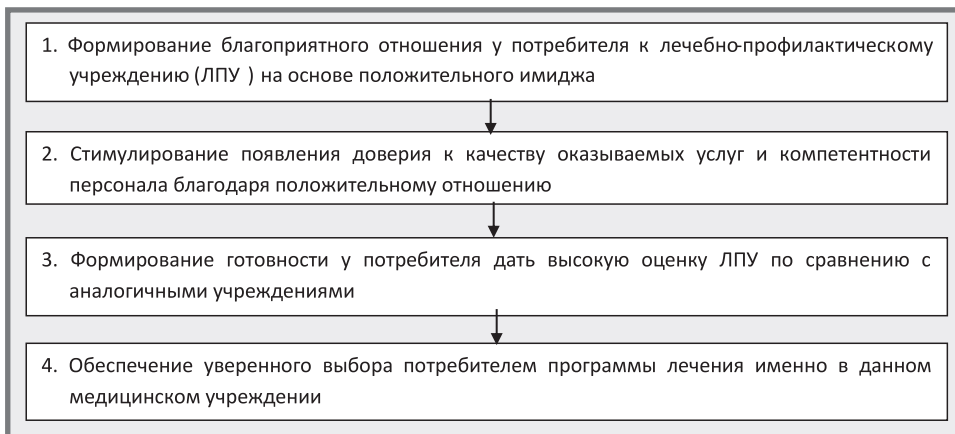 1. Формирование благоприятного отношения у потребителя к лечебно-профилактическому
учреждению (ЛПУ ) на основе положительного имиджа
2. Стимулирование появления доверия к качеству оказываемых услуг и компетентности
персонала благодаря положительному отношению
3. Формирование готовности у потребителя дать высокую оценку ЛПУ по сравнению с
аналогичными учреждениями
4. Обеспечение уверенного выбора потребителем программы лечения именно в данном
медицинском учреждении